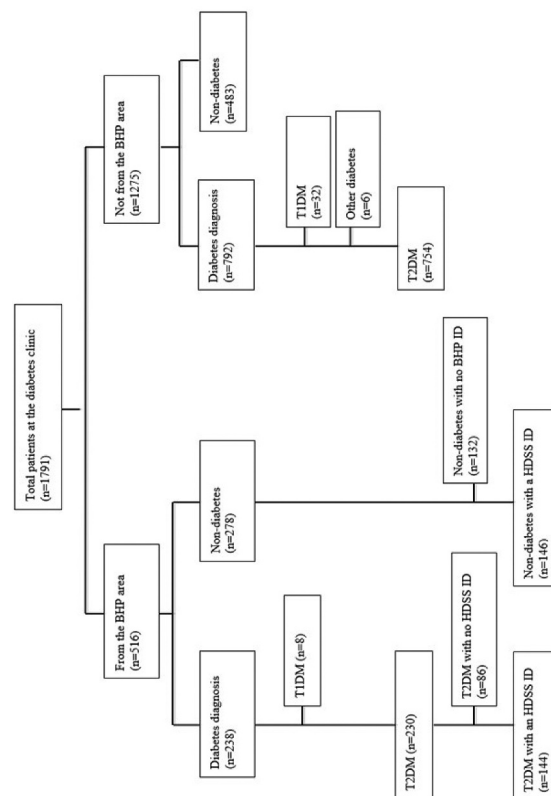 Total patients at the diabetes clinic
(n=1791)
From the BHP area
(n=516)
Not from the BHP area
(n=1275)
Diabetes diagnosis
(n=238)
Non-diabetes
(n=278)
Diabetes diagnosis
(n=792)
Non-diabetes
(n=483)
T1DM (n=8)
T1DM
(n=32)
Other diabetes
(n=6)
T2DM (n=230)
T2DM
(n=754)
T2DM with no HDSS ID
(n=86)
Non-diabetes with no BHP ID
(n=132)
T2DM with an HDSS ID
(n=144)
Non-diabetes with a HDSS ID
(n=146)